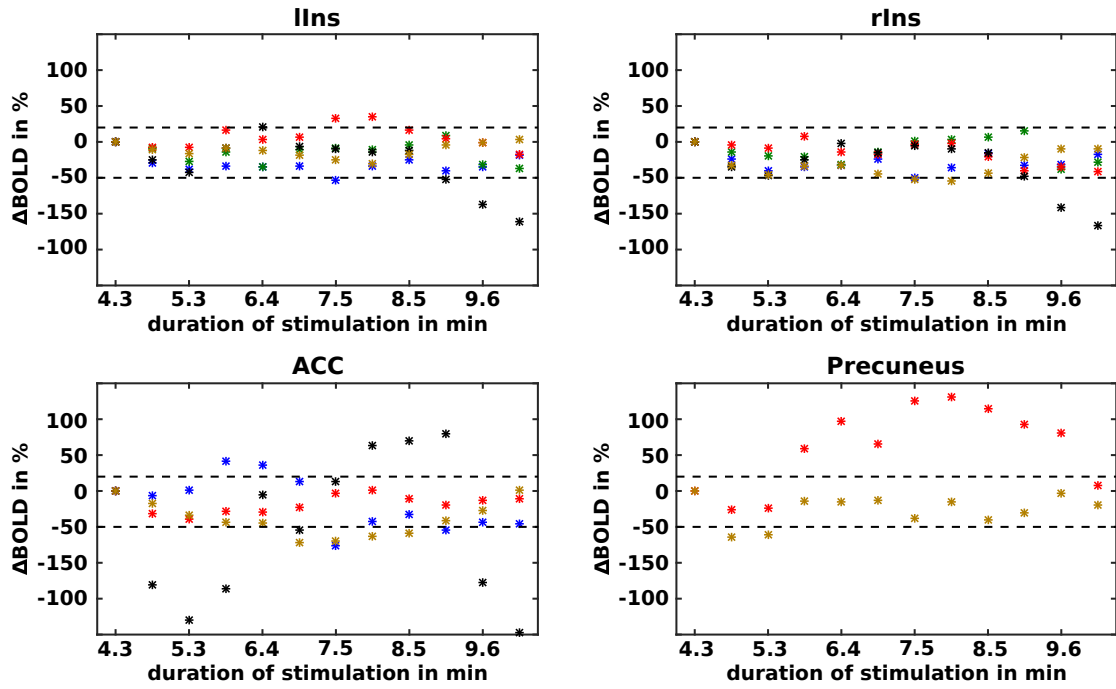 lIns
100
50
0
-50
-150
-100
ΔBOLD in %
4.3 5.3 6.4 7.5 8.5 9.6
duration of stimulation in min
rIns
100
50
0
-50
-150
-100
ΔBOLD in %
4.3 5.3 6.4 7.5 8.5 9.6
duration of stimulation in min
ACC
100
50
0
-50
-150
-100
ΔBOLD in %
4.3 5.3 6.4 7.5 8.5 9.6
duration of stimulation in min
Precuneus
100
50
0
-50
-150
-100
ΔBOLD in %
4.3 5.3 6.4 7.5 8.5 9.6
duration of stimulation in min